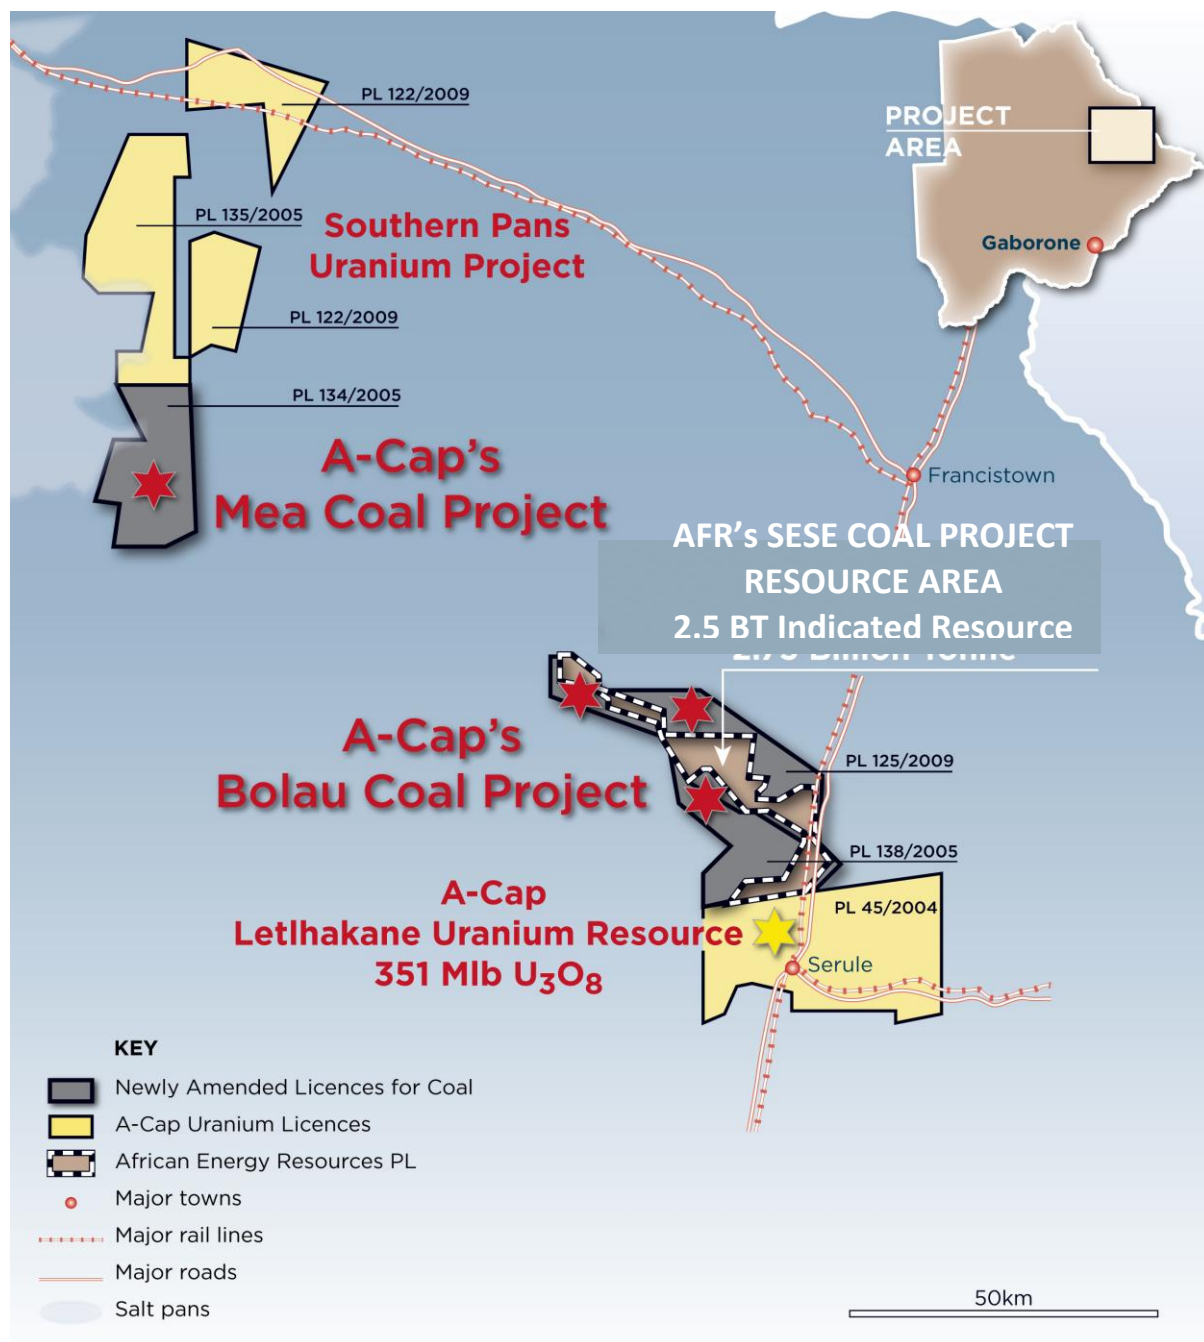 PL 122/2009
PROJECT
AREA
PL 135/2005
Southern Pans
Uranium Project
Gaborone
PL 122/2009
PL 134/2005
A-Cap's
Mea Coal Project
Francistown
AFR's SESE COAL PROJECT
RESOURCE AREA
2.5 BT Indicated Resource
2.75 Billion Tonne
A-Cap's
Bolau Coal Project
PL 125/2009
PL 138/2005
A-Cap
Letlhakane Uranium Resource
351 Mlb U₃O₈
PL 45/2004
Serule
KEY
Newly Amended Licences for Coal
A-Cap Uranium Licences
African Energy Resources PL
Major towns
Major rail lines
Major roads
Salt pans
50km